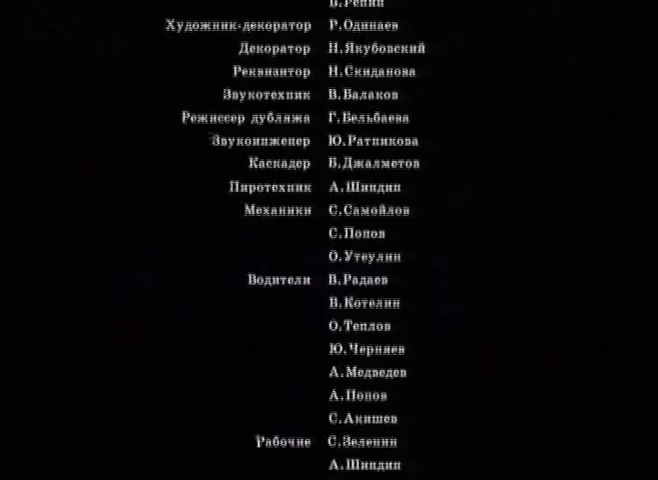 В.Репин
Художник-декоратор Р.Одинаев
Декоратор Н.Якубовский
Реквизитор Н.Скиданова
Звукотехник В.Валаков
Режиссер дубляжа Г.Бельбаева
Звукоинженер Ю.Ратникова
Каскадер В.Джалметов
Пиротехник А.Шиндин
Механики С.Самойлов
С.Попов
О.Утеулин
Водители В.Радаев
В.Котелин
О.Теплов
Ю.Черняев
А.Медведев
А.Попов
С.Акишев
Рабочие С.Зеленин
А.Шиндин